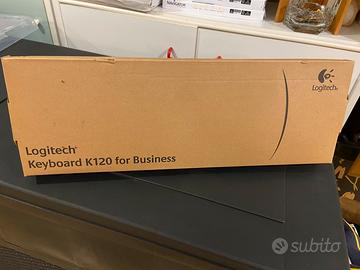 Logitech
Logitech
Keyboard K120 for Business
subito